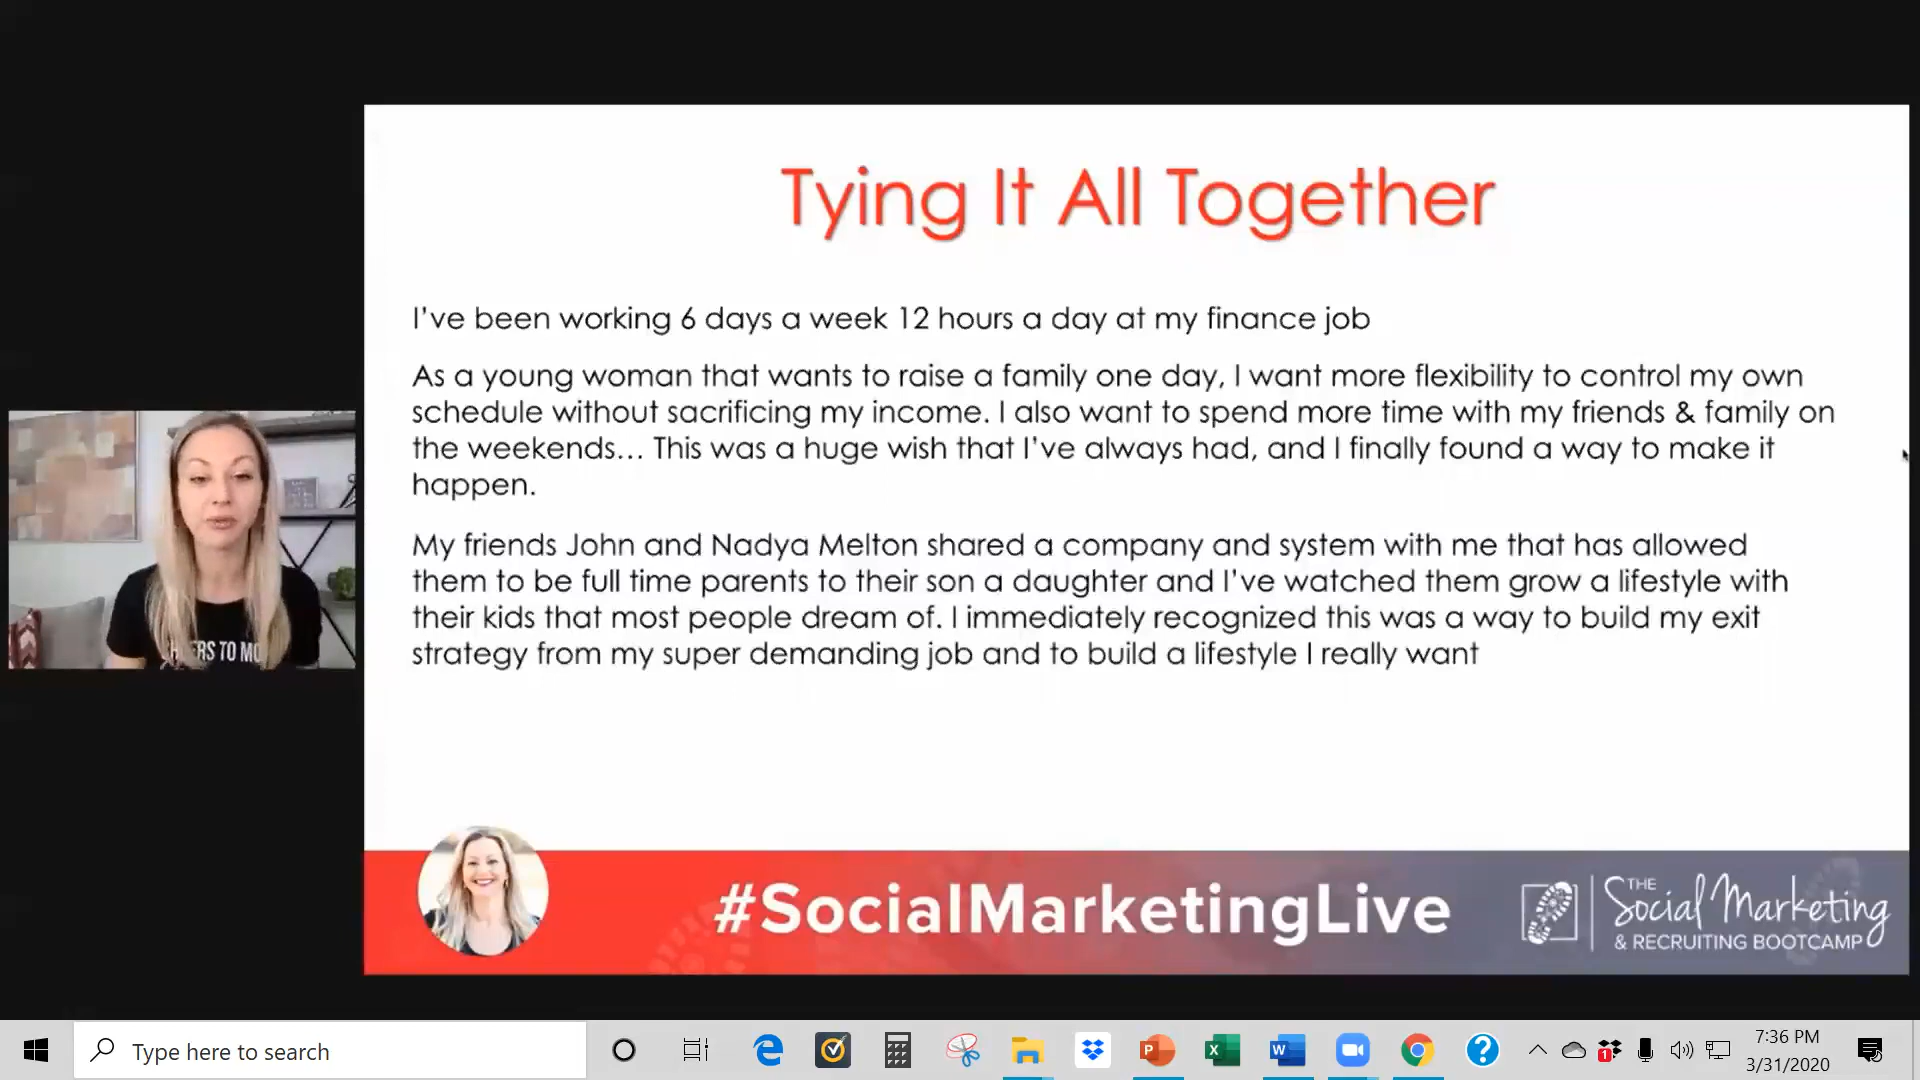 Tying It All Together
I've been working 6 days a week 12 hours a day at my finance job
As a young woman that wants to raise a family one day, I want more flexibility to control my own
schedule without sacrificing my income. I also want to spend more time with my friends & family on
the weekends... This was a huge wish that I've always had, and I finally found a way to make it
happen.
My friends John and Nadya Melton shared a company and system with me that has allowed
them to be full time parents to their son a daughter and I've watched them grow a lifestyle with
their kids that most people dream of. I immediately recognized this was a way to build my exit
strategy from my super demanding job and to build a lifestyle I really want
ERS TO MO
#SocialMarketingLive
THE
Social Marketing
& RECRUITING BOOTCAMP
Type here to search
7:36 PM
3/31/2020